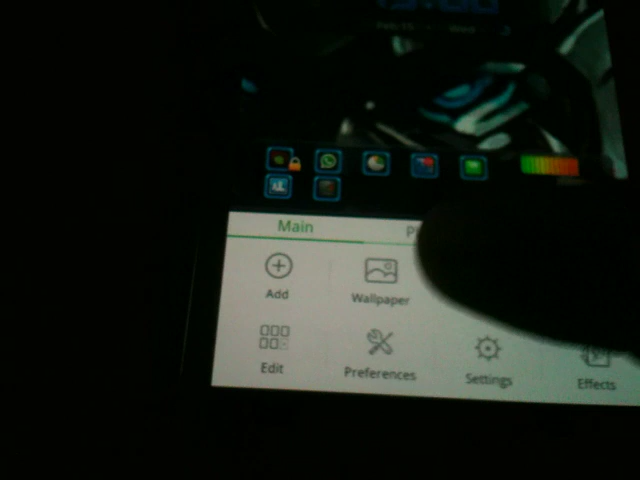 Main
Add
Wallpaper
Edit
Preferences
Settings
Effects